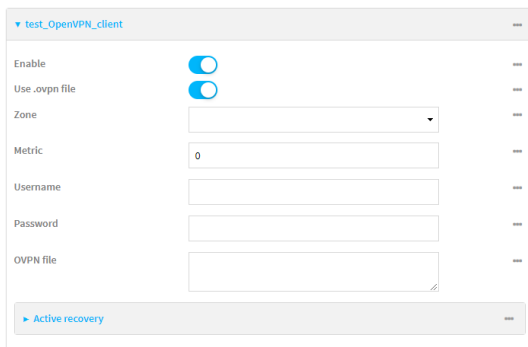 test_OpenVPN_client
Enable
Use .ovpn file
Zone
Metric
0
Username
Password
OVPN file
Active recovery